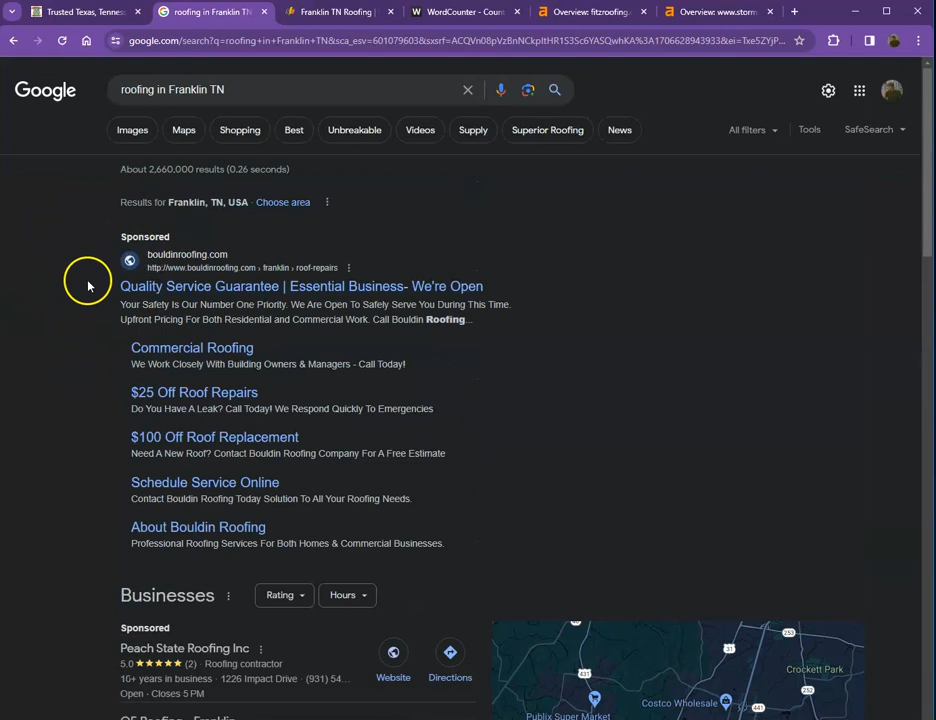 Trusted Texas, Tennes
roofing in Franklin TN
Franklin TN Roofing |
WordCounter - Coun
Overview: fitzroofing.
Overview: www.storm
google.com/search?q=roofing+in+Franklin+TN&sca_esv=601079603&sxsrf=
roofing in Franklin TN
Google
Images
Maps
Shopping
Best
Unbreakable
Videos
Supply
Superior Roofing
News
All filters
Tools
SafeSearch
About 2,660,000 results (0.26 seconds)
Results for Franklin, TN, USA · Choose area
Sponsored
bouldinroofing.com
http://www.bouldinroofing.com › franklin › roof-repairs
Quality Service Guarantee | Essential Business- We're Open
Your Safety Is Our Number One Priority. We Are Open To Safely Serve You During This Time.
Upfront Pricing For Both Residential and Commercial Work. Call Bouldin Roofing...
Commercial Roofing
We Work Closely With Building Owners & Managers - Call Today!
$25 Off Roof Repairs
Do You Have A Leak? Call Today! We Respond Quickly To Emergencies
$100 Off Roof Replacement
Need A New Roof? Contact Bouldin Roofing Company For A Free Estimate
Schedule Service Online
Contact Bouldin Roofing Today Solution To All Your Roofing Needs.
About Bouldin Roofing
Professional Roofing Services For Both Homes & Commercial Businesses.
Businesses
Rating
Hours
Sponsored
Peach State Roofing Inc
5.0 (2) · Roofing contractor
10+ years in business · 1226 Impact Drive · (931) 54...
Open · Closes 5 PM
Website
Directions
253
31
Crockett Park
431
252
Costco Wholesale
441
Publix Super Market